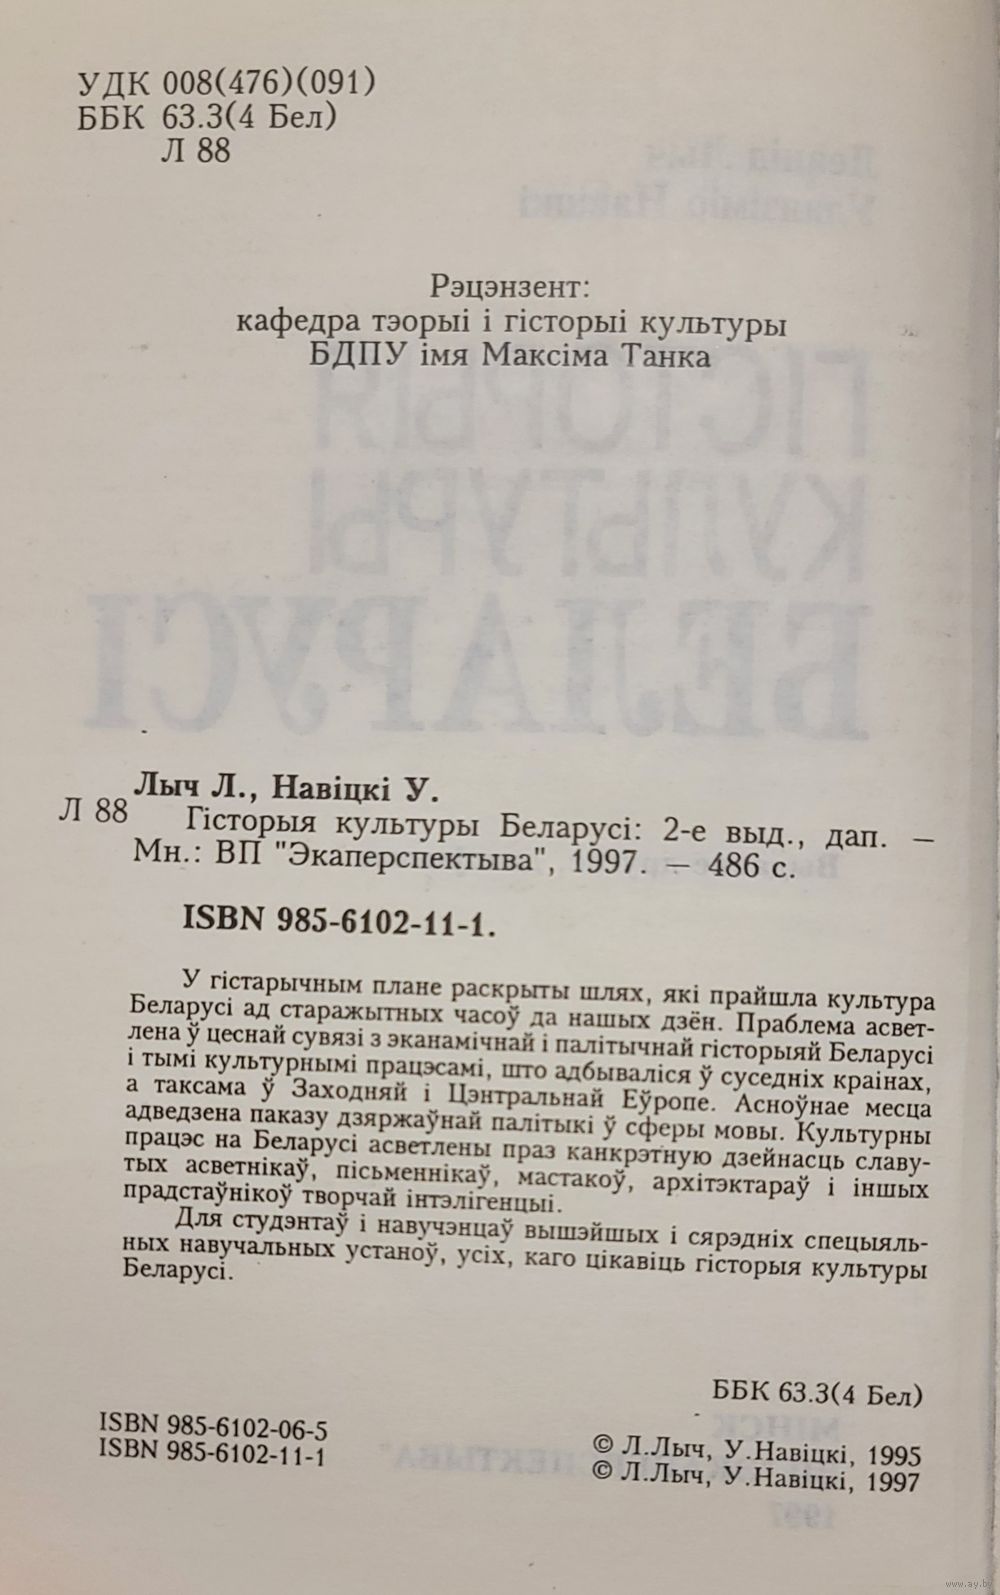 УДК 008(476)(091)
ББК 63.3(4 Бел)
Л 88
Рэцэнзент:
кафедра тэорыі і гісторыі культуры
БДПУ імя Максіма Танка
Лыч Л., Навіцкі У.
Л 88 Гісторыя культуры Беларусі: 2-е выд., дап. —
Мн.: ВП "Экаперспектыва", 1997. — 486 с.
ISBN 985-6102-11-1.
У гістарычным плане раскрыты шлях, які прайшла культура
Беларусі ад старажытных часоў да нашых дзён. Праблема асвет-
лена ў цеснай сувязі з эканамічнай і палітычнай гісторыяй Беларусі
і тымі культурнымі працэсамі, што адбываліся ў суседніх краінах,
а таксама ў Заходняй і Цэнтральнай Еўропе. Асноўнае месца
адведзена паказу дзяржаўнай палітыкі ў сферы мовы. Культурны
працэс на Беларусі асветлены праз канкрэтную дзейнасць славу-
тых асветнікаў, пісьменнікаў, мастакоў, архітэктараў і іншых
прадстаўнікоў творчай інтэлігенцыі.
Для студэнтаў і навучэнцаў вышэйшых і сярэдніх спецыяль-
ных навучальных устаноў, усіх, каго цікавіць гісторыя культуры
Беларусі.
ББК 63.3(4 Бел)
ISBN 985-6102-06-5
ISBN 985-6102-11-1
© Л.Лыч, У.Навіцкі, 1995
© Л.Лыч, У.Навіцкі, 1997
www.ay.by